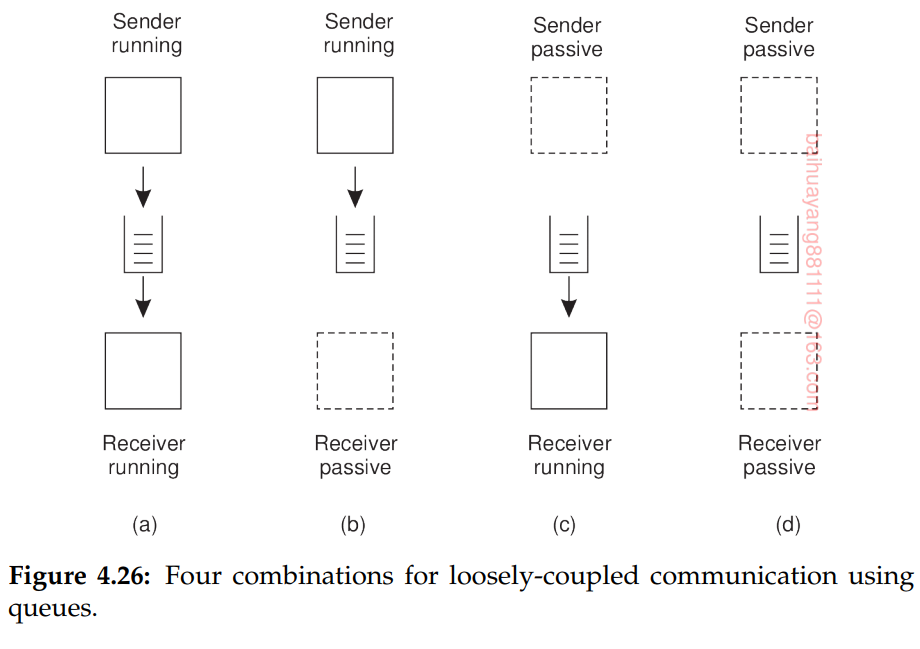 Sender running
Sender running
Sender passive
Sender passive
Receiver running
Receiver passive
Receiver running
Receiver passive
(a)
(b)
(c)
(d)
baihuayang881111@163.com
Figure 4.26: Four combinations for loosely-coupled communication using
queues.